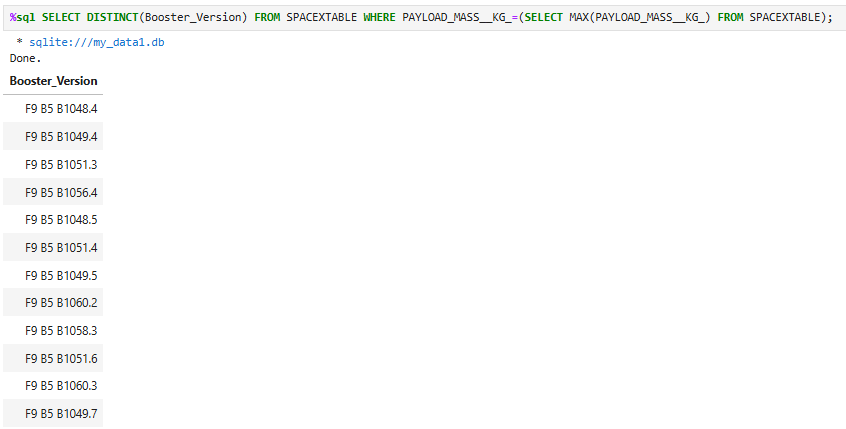 %sql SELECT DISTINCT(Booster_Version) FROM SPACEXTABLE WHERE PAYLOAD_MASS__KG_=(SELECT MAX(PAYLOAD_MASS__KG_) FROM SPACEXTABLE);
* sqlite:///my_data1.db
Done.
Booster_Version
F9 B5 B1048.4
F9 B5 B1049.4
F9 B5 B1051.3
F9 B5 B1056.4
F9 B5 B1048.5
F9 B5 B1051.4
F9 B5 B1049.5
F9 B5 B1060.2
F9 B5 B1058.3
F9 B5 B1051.6
F9 B5 B1060.3
F9 B5 B1049.7